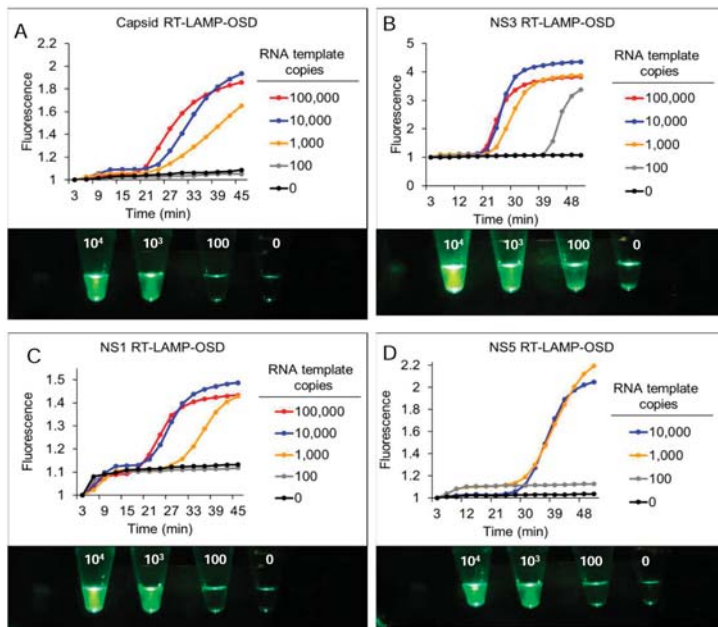 A
Capsid RT-LAMP-OSD
Fluorescence
2.2
2
1.8
1.6
1.4
1.2
1
3 9 15 21 27 33 39 45
Time (min)
RNA template
copies
100,000
10,000
1,000
100
0
10⁴ 10³ 100 0
B
NS3 RT-LAMP-OSD
Fluorescence
5
4
3
2
1
0
3 12 21 30 39 48
Time (min)
RNA template
copies
100,000
10,000
1,000
100
0
10⁴ 10³ 100 0
C
NS1 RT-LAMP-OSD
Fluorescence
1.5
1.4
1.3
1.2
1.1
1
3 9 15 21 27 33 39 45
Time (min)
RNA template
copies
100,000
10,000
1,000
100
0
10⁴ 10³ 100 0
D
NS5 RT-LAMP-OSD
Fluorescence
2.2
2
1.8
1.6
1.4
1.2
1
3 12 21 30 39 48
Time (min)
RNA template
copies
10,000
1,000
100
0
10⁴ 10³ 100 0